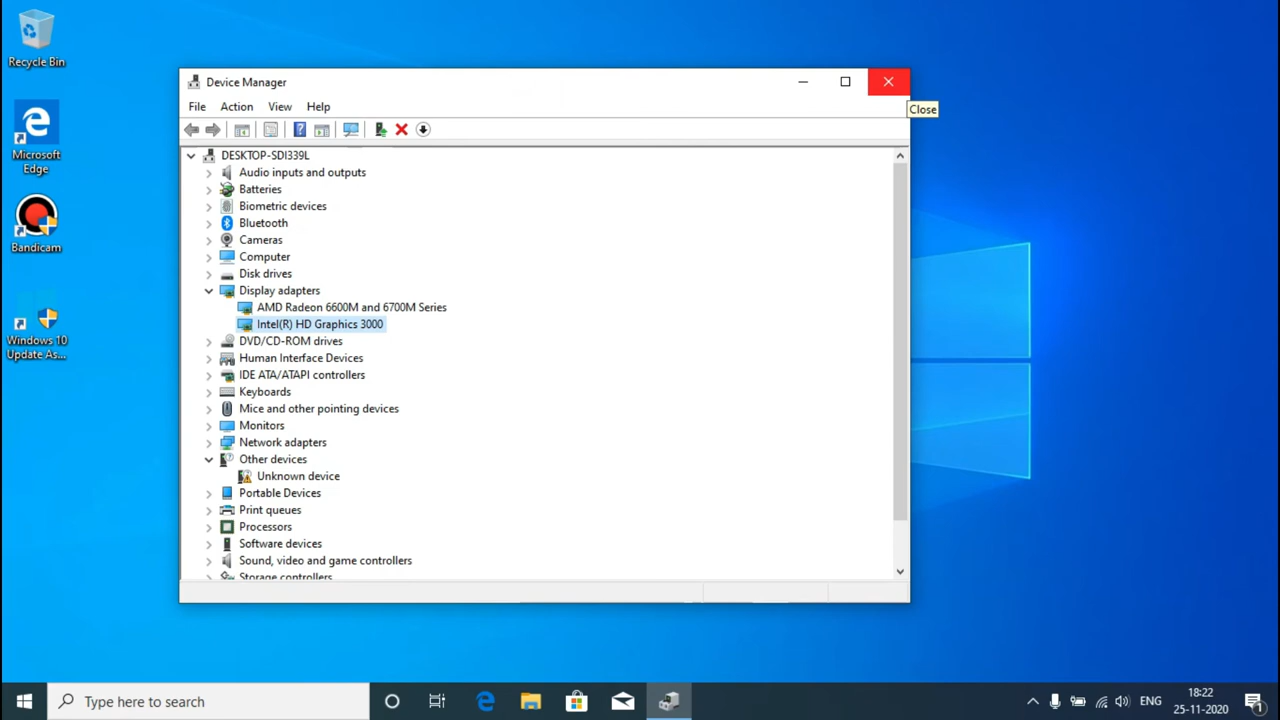 Recycle Bin
Microsoft
Edge
Bandicam
Windows 10
Update As...
Device Manager
Close
File Action View Help
DESKTOP-SDI339L
Audio inputs and outputs
Batteries
Biometric devices
Bluetooth
Cameras
Computer
Disk drives
Display adapters
AMD Radeon 6600M and 6700M Series
Intel(R) HD Graphics 3000
DVD/CD-ROM drives
Human Interface Devices
IDE ATA/ATAPI controllers
Keyboards
Mice and other pointing devices
Monitors
Network adapters
Other devices
Unknown device
Portable Devices
Print queues
Processors
Software devices
Sound, video and game controllers
Storage controllers
Type here to search
ENG
18:22
25-11-2020
1